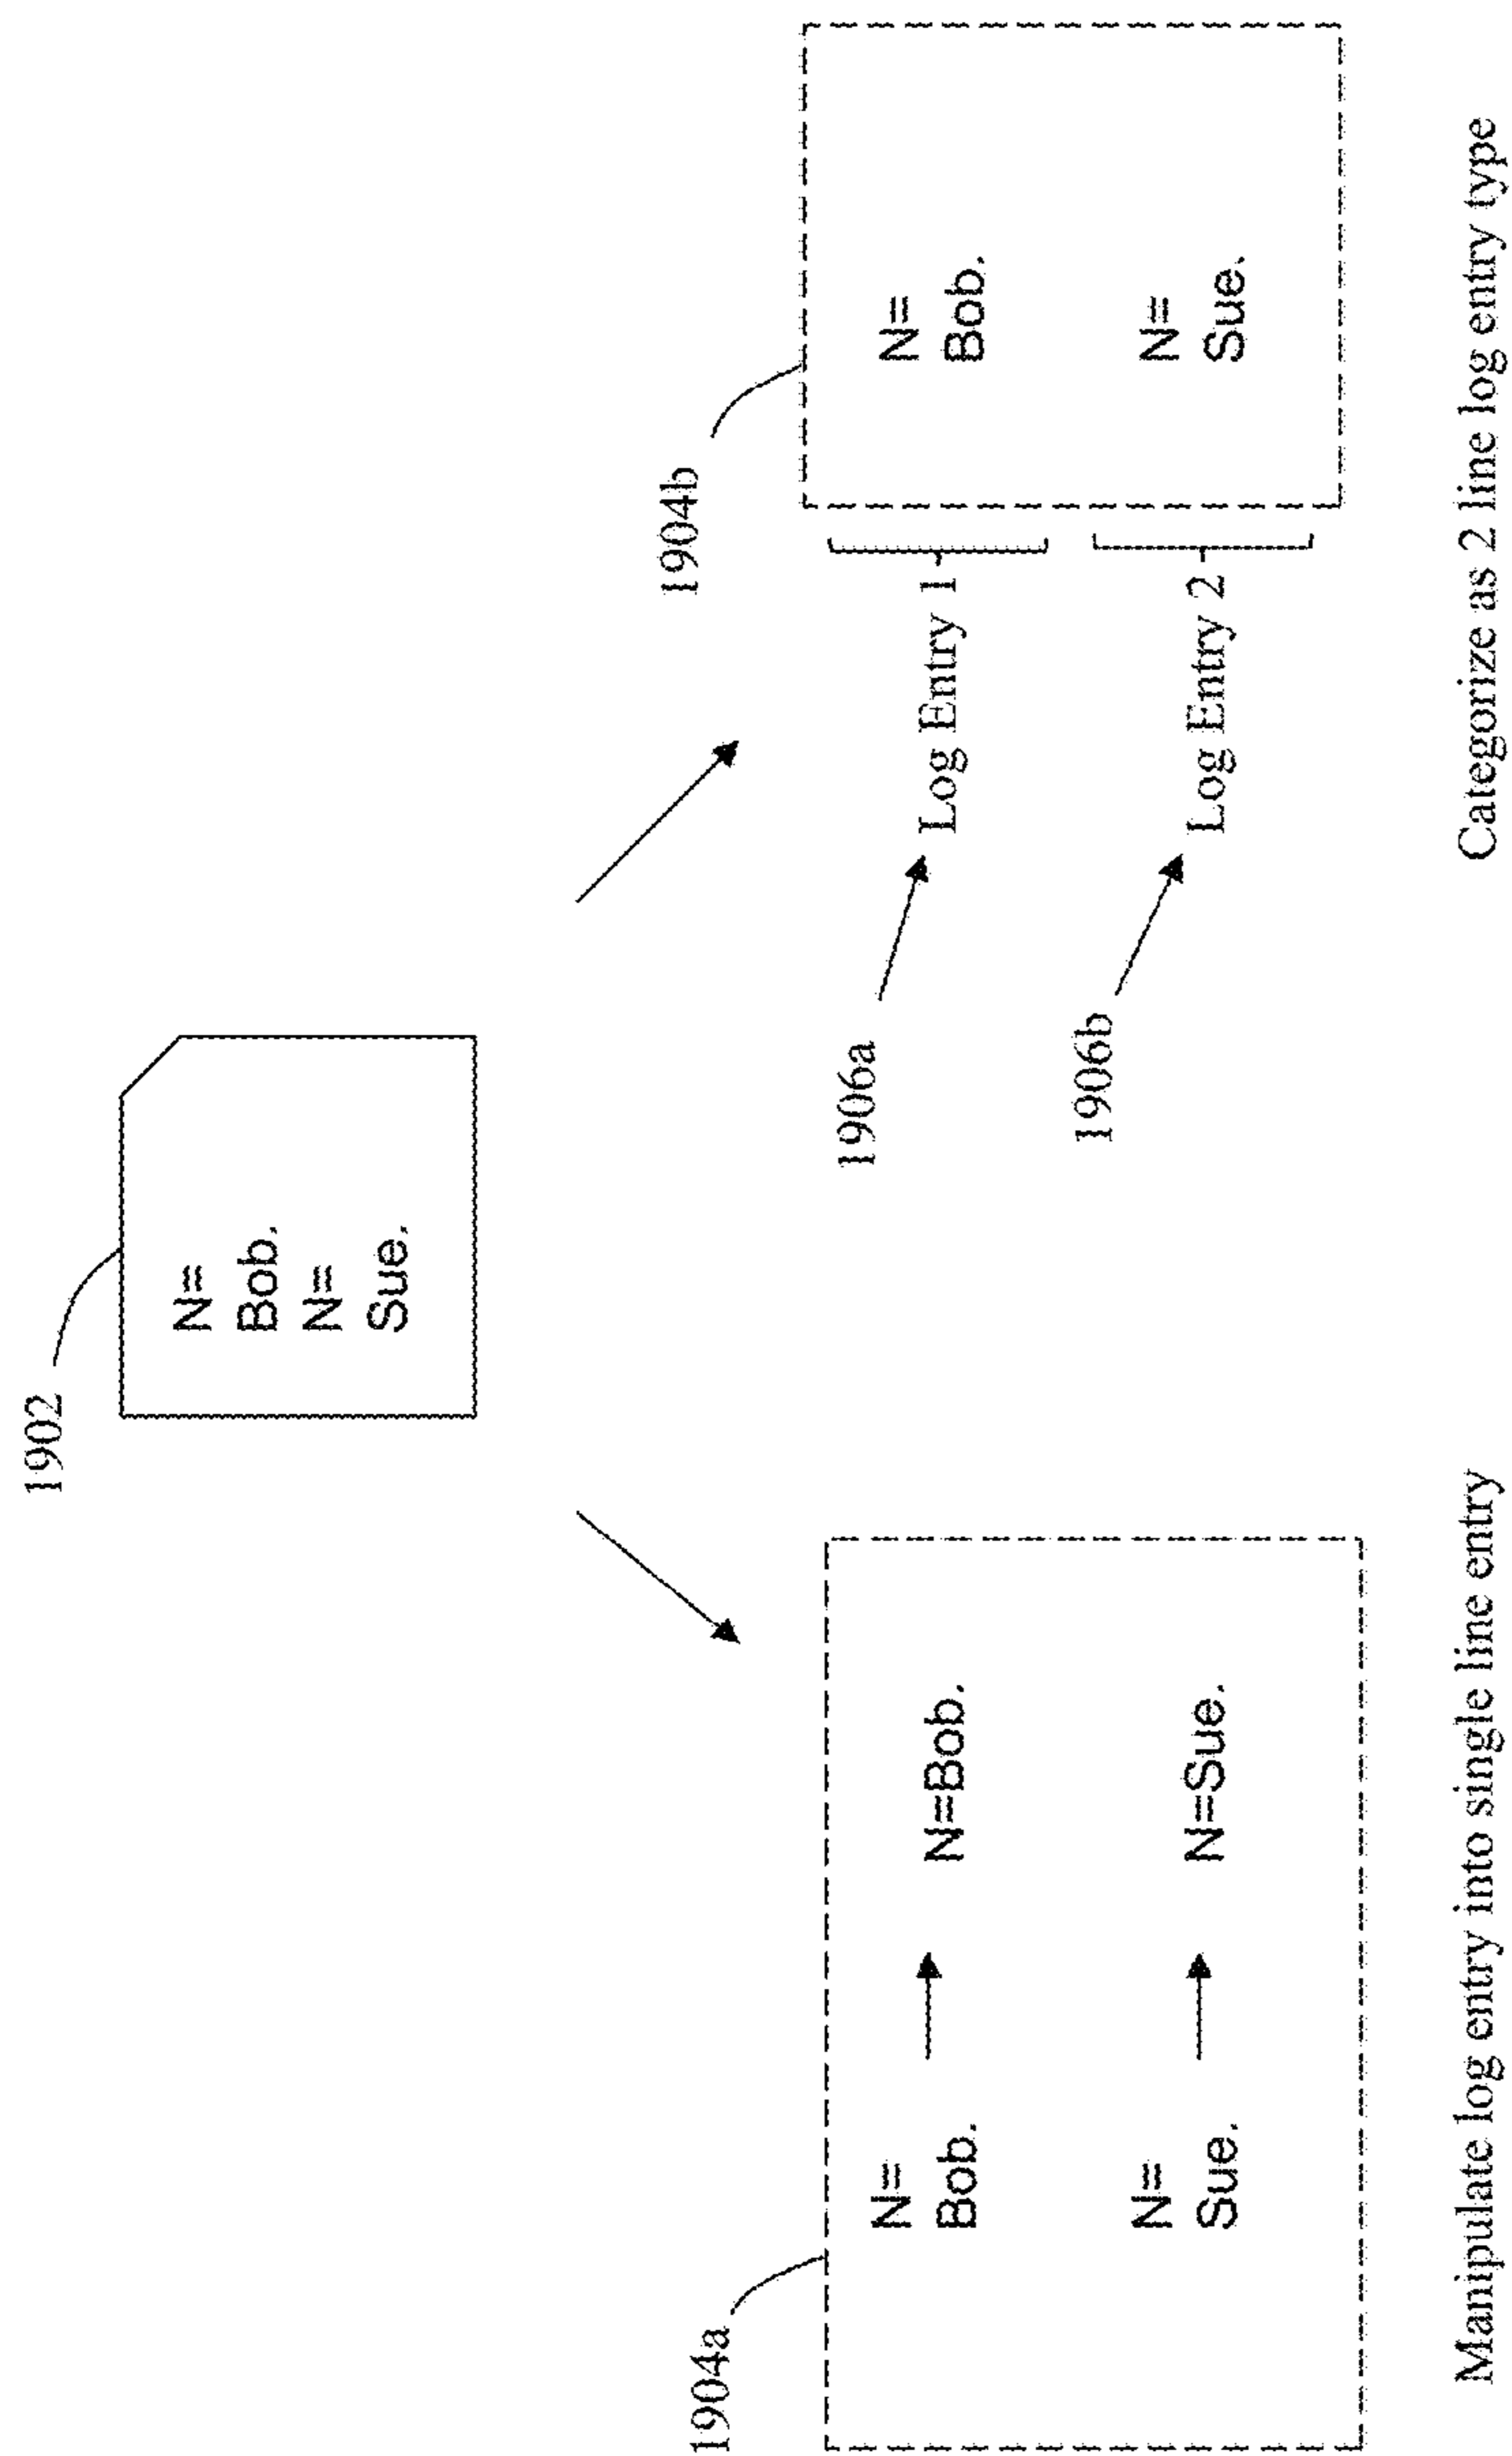 1902
N=
Bob.
N=
Sue.
1904a
N=
Bob.
N=Bob.
N=
Sue.
N=Sue.
Manipulate log entry into single line entry
1904b
1906a
Log Entry 1
N=
Bob.
1906b
Log Entry 2
N=
Sue.
Categorize as 2 line log entry type